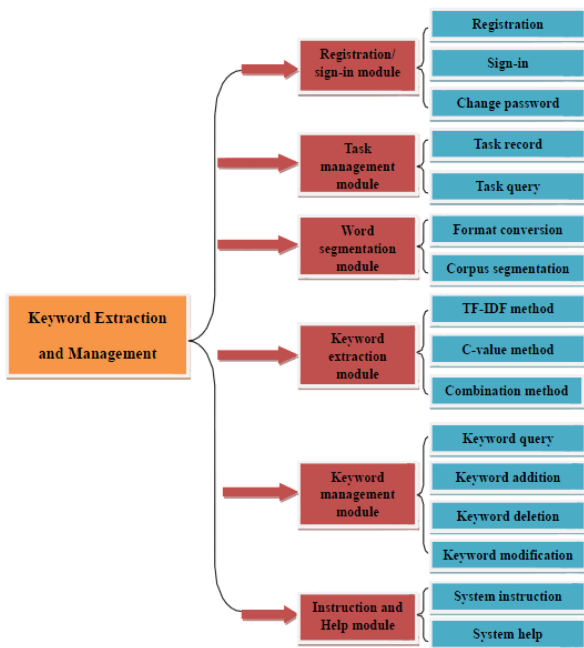 Keyword Extraction
and Management
Registration/
sign-in module
Registration
Sign-in
Change password
Task
management
module
Task record
Task query
Word
segmentation
module
Format conversion
Corpus segmentation
Keyword
extraction
module
TF-IDF method
C-value method
Combination method
Keyword
management
module
Keyword query
Keyword addition
Keyword deletion
Keyword modification
Instruction and
Help module
System instruction
System help